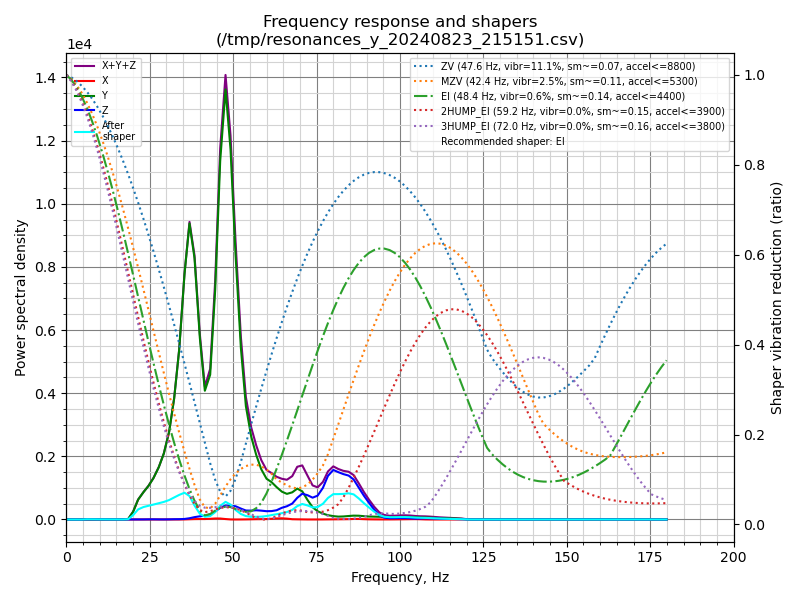 Frequency response and shapers
(/tmp/resonances_y_20240823_215151.csv)
1e4
X+Y+Z
X
Y
Z
After
shaper
ZV (47.6 Hz, vibr=11.1%, sm~=0.07, accel<=8800)
MZV (42.4 Hz, vibr=2.5%, sm~=0.11, accel<=5300)
EI (48.4 Hz, vibr=0.6%, sm~=0.14, accel<=4400)
2HUMP_EI (59.2 Hz, vibr=0.0%, sm~=0.15, accel<=3900)
3HUMP_EI (72.0 Hz, vibr=0.0%, sm~=0.16, accel<=3800)
Recommended shaper: EI
Power spectral density
1.4
1.2
1.0
0.8
0.6
0.4
0.2
0.0
Shaper vibration reduction (ratio)
1.0
0.8
0.6
0.4
0.2
0.0
0 25 50 75 100 125 150 175 200
Frequency, Hz